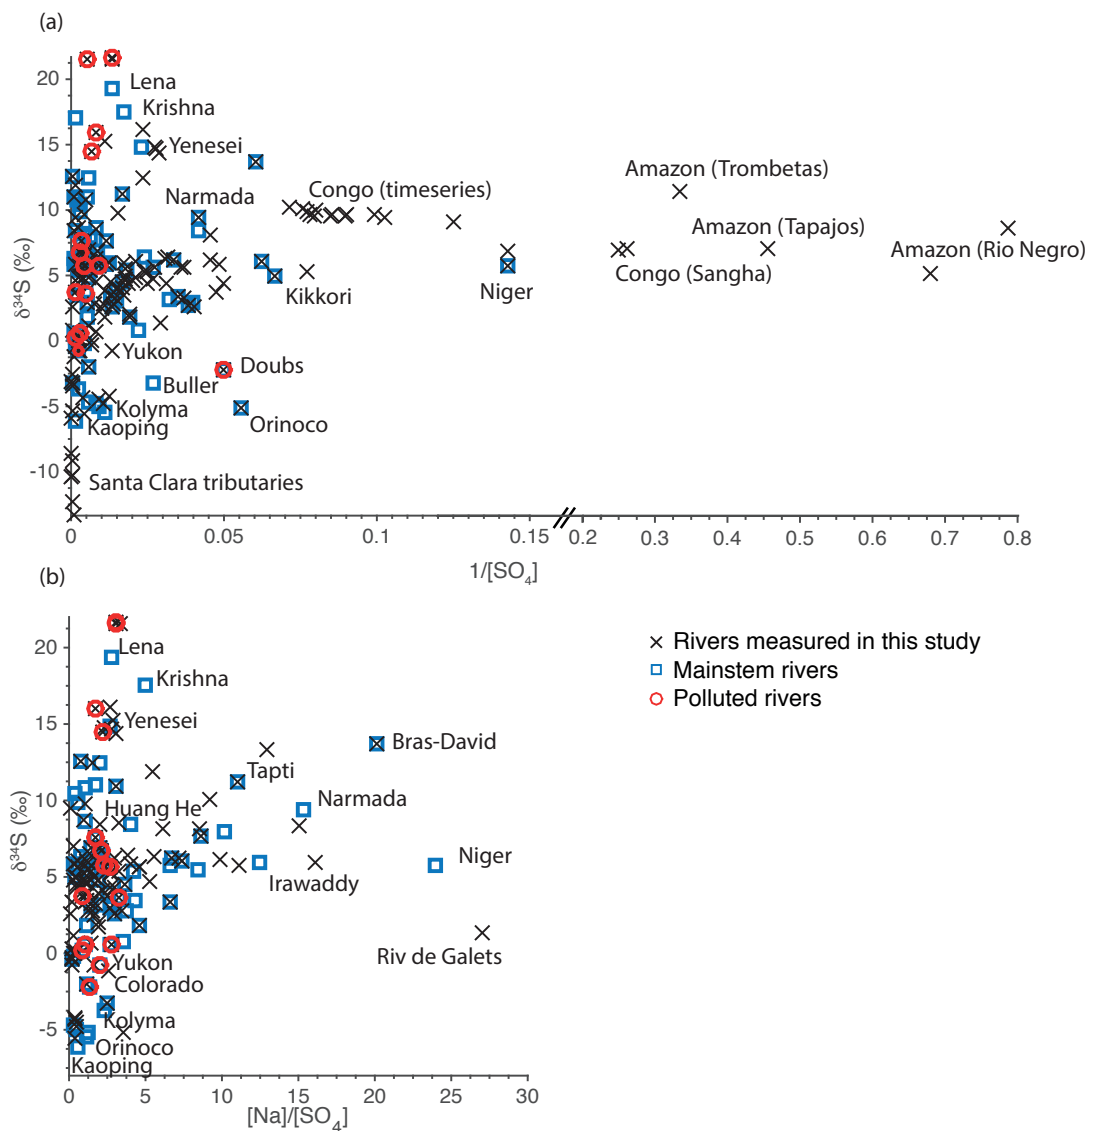 (a)
20
15
10
5
0
-5
-10
δ³⁴S (‰)
Lena
Krishna
Yenesei
Narmada
Congo (timeseries)
Amazon (Trombetas)
Amazon (Tapajos)
Amazon (Rio Negro)
Congo (Sangha)
Niger
Kikkori
Yukon
Doubs
Buller
Kolyma
Orinoco
Kaoping
Santa Clara tributaries
0 0.05 0.1 0.15 0.2 0.3 0.4 0.5 0.6 0.7 0.8
1/[SO₄]
(b)
20
15
10
5
0
-5
δ³⁴S (‰)
Lena
Krishna
Yenesei
Bras-David
Tapti
Narmada
Huang He
Niger
Irawaddy
Riv de Galets
Yukon
Colorado
Kolyma
Orinoco
Kaoping
0 5 10 15 20 25 30
[Na]/[SO₄]
Rivers measured in this study
Mainstem rivers
Polluted rivers